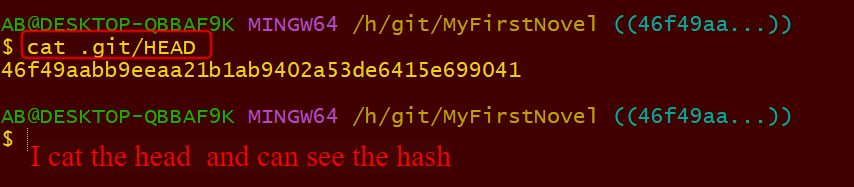 AB@DESKTOP-QBBAF9K MINGW64 /h/git/MyFirstNovel ((46f49aa...))
$ cat .git/HEAD
46f49aabb9eeaa21b1ab9402a53de6415e699041
AB@DESKTOP-QBBAF9K MINGW64 /h/git/MyFirstNovel ((46f49aa...))
$
I cat the head and can see the hash